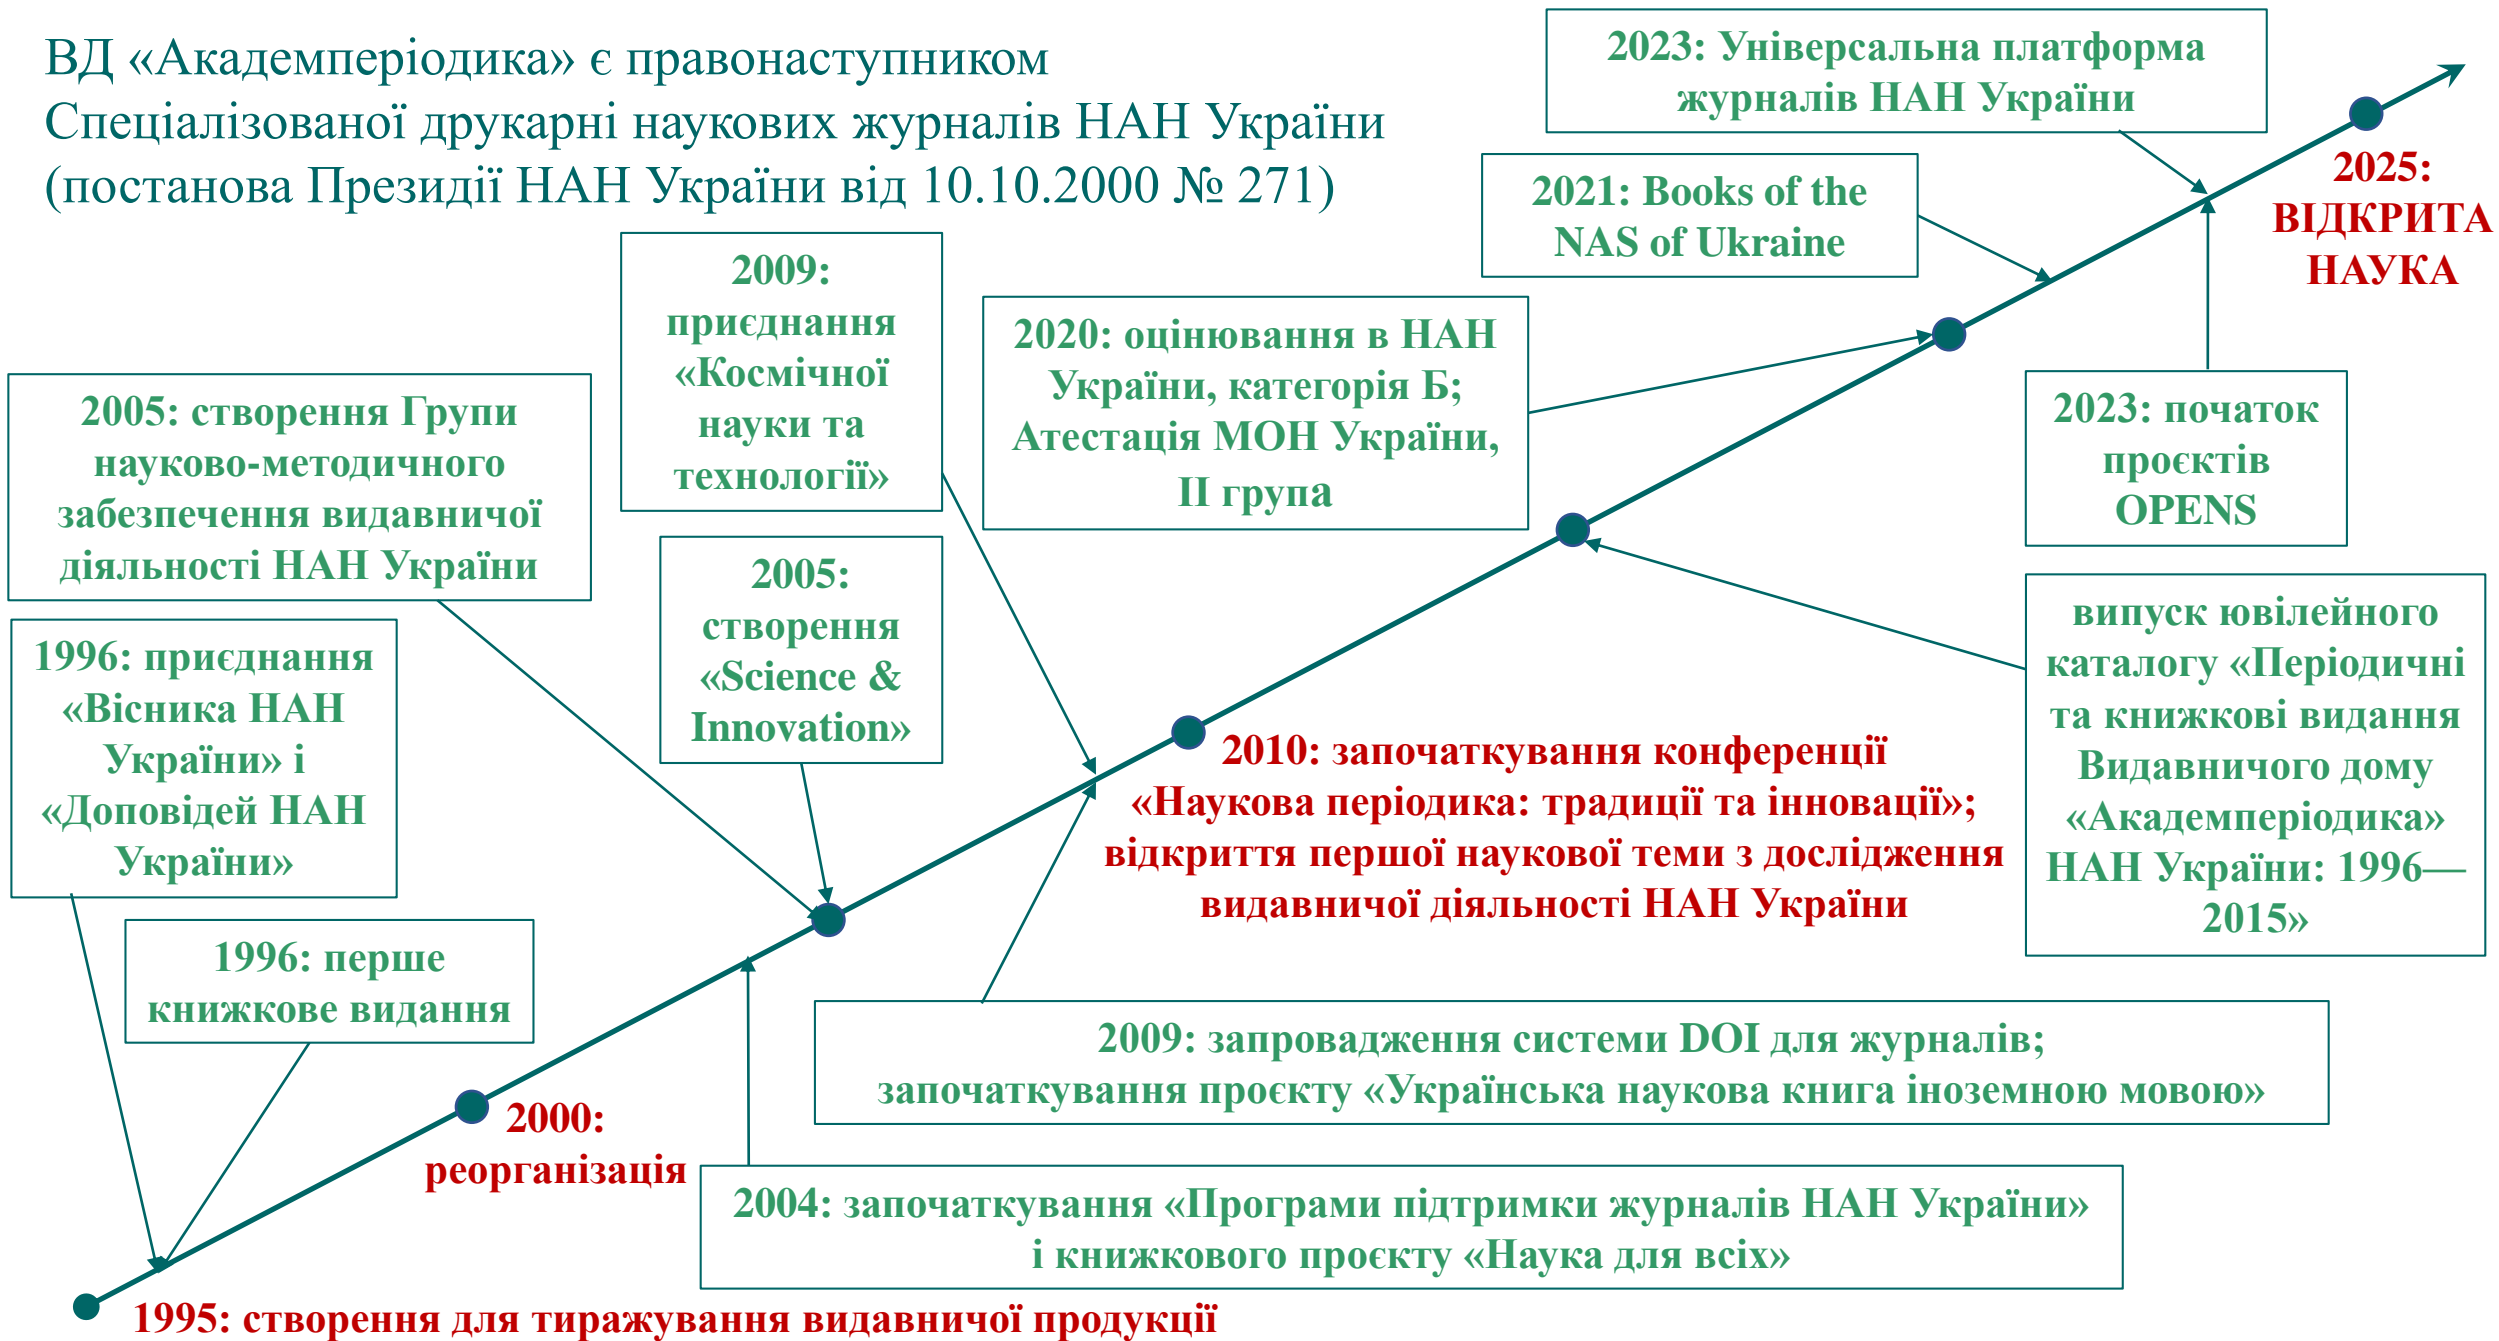 ВД «Академперіодика» є правонаступником
Спеціалізованої друкарні наукових журналів НАН України
(постанова Президії НАН України від 10.10.2000 № 271)
2023: Універсальна платформа
журналів НАН України
2025:
ВІДКРИТА
НАУКА
2021: Books of the
NAS of Ukraine
2009:
приєднання
«Космічної
науки та
технології»
2020: оцінювання в НАН
України, категорія Б;
Атестація МОН України,
ІІ група
2005: створення Групи
науково-методичного
забезпечення видавничої
діяльності НАН України
2023: початок
проєктів
OPENS
2005:
створення
«Science &
Innovation»
випуск ювілейного
каталогу «Періодичні
та книжкові видання
Видавничого дому
«Академперіодика»
НАН України: 1996—
2015»
1996: приєднання
«Вісника НАН
України» і
«Доповідей НАН
України»
2010: започаткування конференції
«Наукова періодика: традиції та інновації»;
відкриття першої наукової теми з дослідження
видавничої діяльності НАН України
1996: перше
книжкове видання
2009: запровадження системи DOI для журналів;
започаткування проєкту «Українська наукова книга іноземною мовою»
2000:
реорганізація
2004: започаткування «Програми підтримки журналів НАН України»
і книжкового проєкту «Наука для всіх»
1995: створення для тиражування видавничої продукції